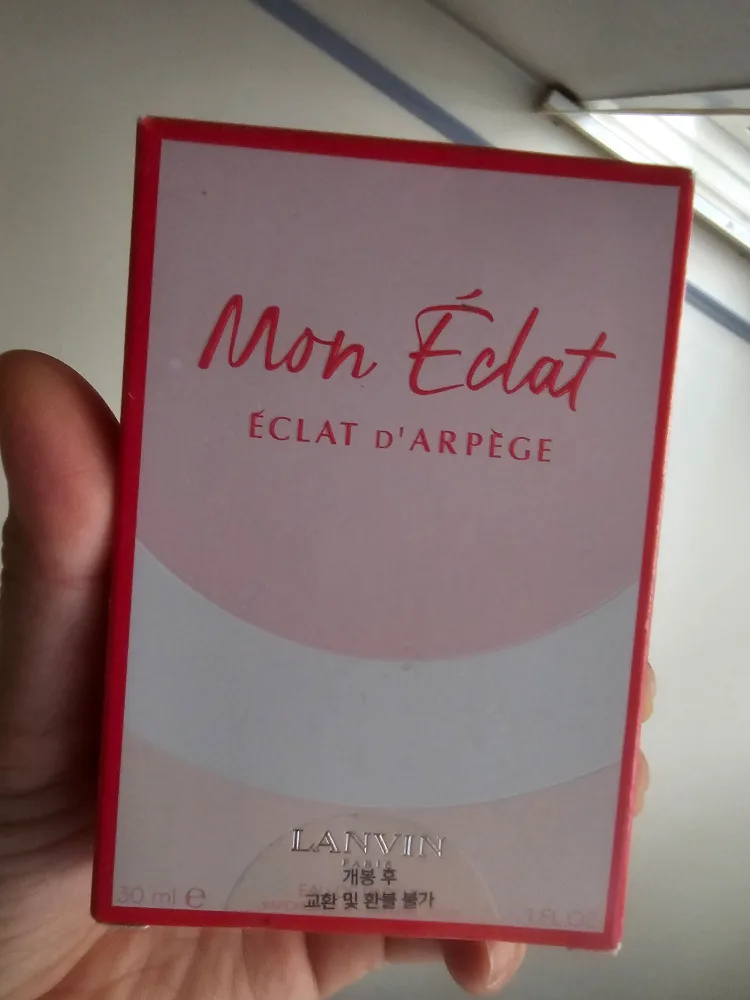 Mon Éclat
ÉCLAT D'ARPÈGE
LANVIN
PARIS
개봉 후
교환 및 환불 불가
30 ml e
1 FL OZ